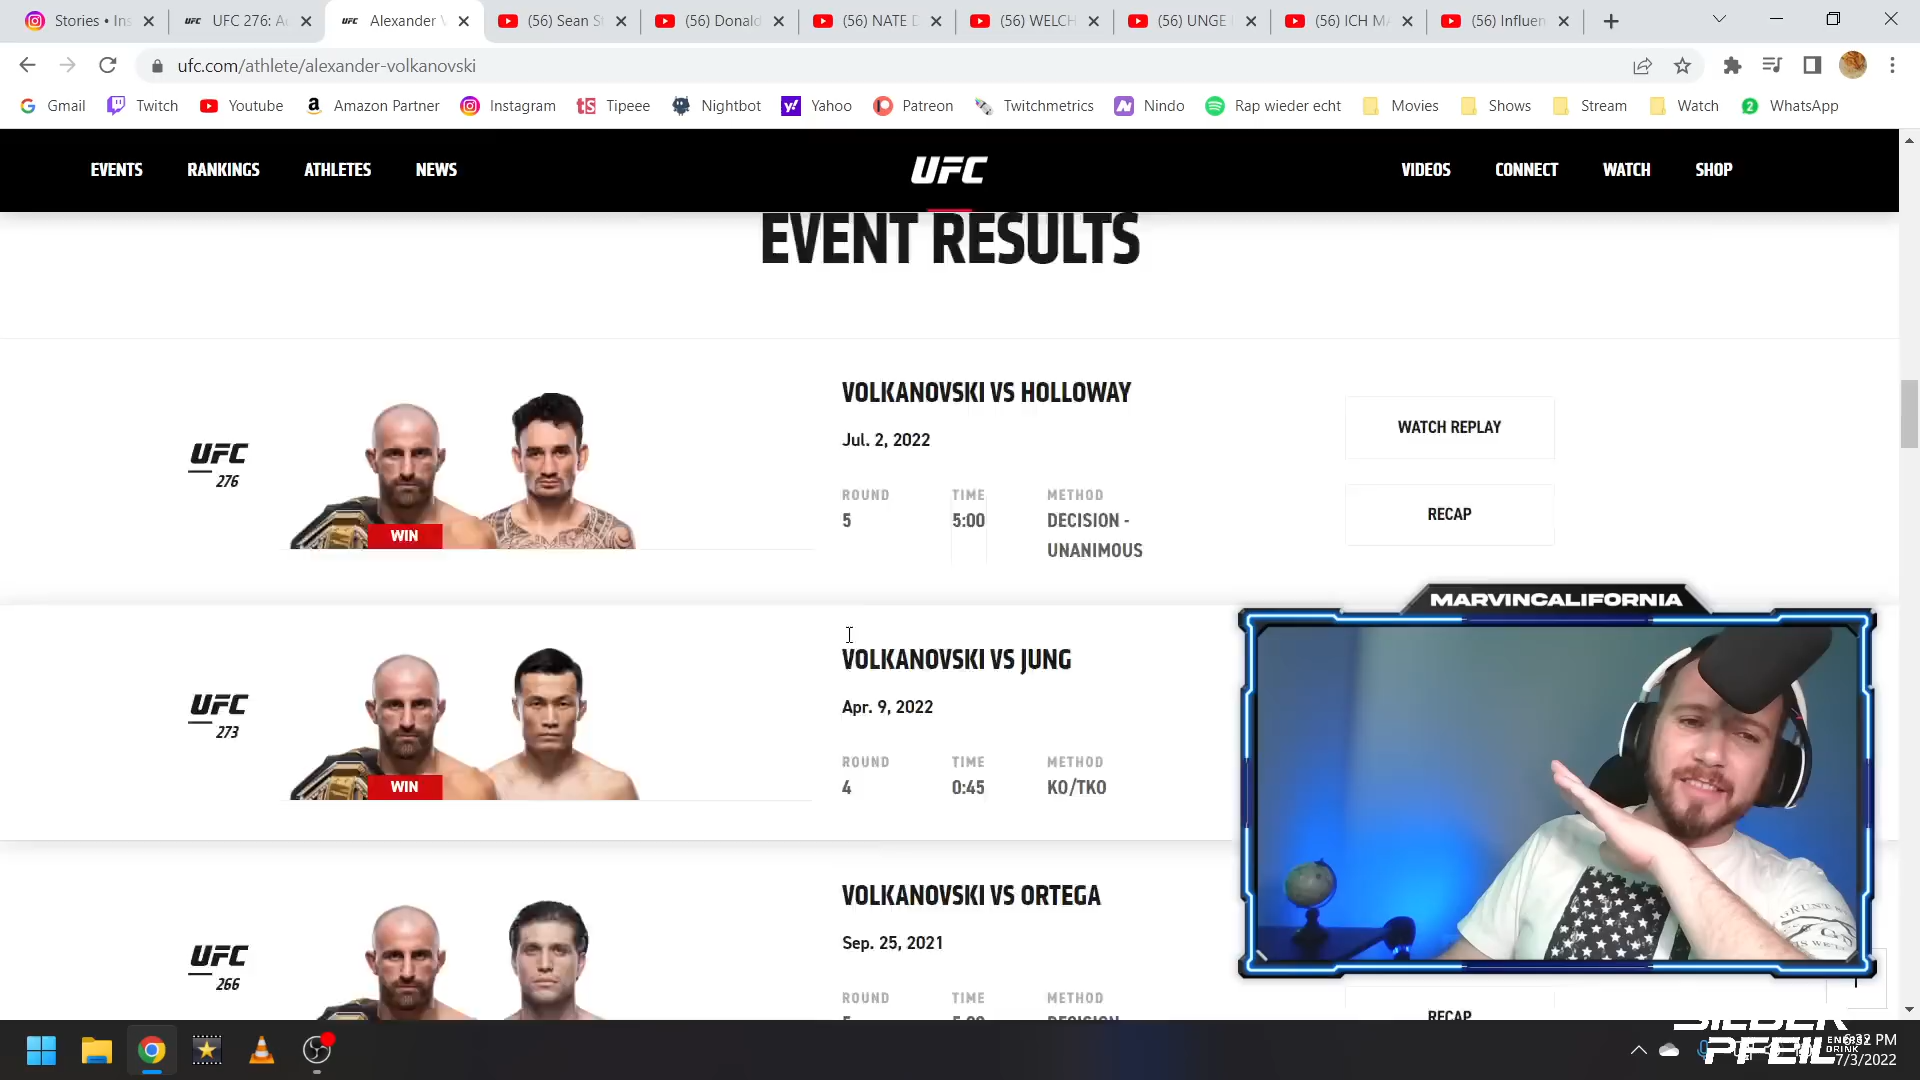 Stories • Ins
UFC 276: A
Alexander V
(56) Sean S
(56) Donald
(56) NATE D
(56) WELCH
(56) UNGE
(56) ICH MA
(56) Influen
ufc.com/athlete/alexander-volkanovski
Gmail
Twitch
Youtube
Amazon Partner
Instagram
Tipeee
Nightbot
Yahoo
Patreon
Twitchmetrics
Nindo
Rap wieder echt
Movies
Shows
Stream
Watch
WhatsApp
EVENTS
RANKINGS
ATHLETES
NEWS
UFC
VIDEOS
CONNECT
WATCH
SHOP
EVENT RESULTS
UFC
276
WIN
VOLKANOVSKI VS HOLLOWAY
Jul. 2, 2022
ROUND
5
TIME
5:00
METHOD
DECISION -
UNANIMOUS
WATCH REPLAY
RECAP
UFC
273
WIN
VOLKANOVSKI VS JUNG
Apr. 9, 2022
ROUND
4
TIME
0:45
METHOD
KO/TKO
MARVINCALIFORNIA
UFC
266
VOLKANOVSKI VS ORTEGA
Sep. 25, 2021
ROUND
TIME
METHOD
RECAP
SILBER
PFEIL
ENERGY
DRINK
7/3/2022